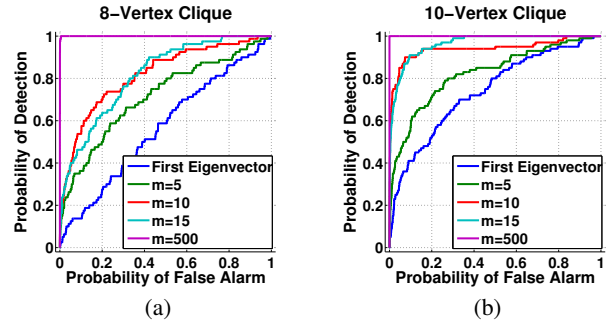 8-Vertex Clique
Probability of Detection
1
0.8
0.6
0.4
0.2
0
First Eigenvector
m=5
m=10
m=15
m=500
0 0.2 0.4 0.6 0.8 1
Probability of False Alarm
(a)
10-Vertex Clique
Probability of Detection
1
0.8
0.6
0.4
0.2
0
First Eigenvector
m=5
m=10
m=15
m=500
0 0.2 0.4 0.6 0.8 1
Probability of False Alarm
(b)